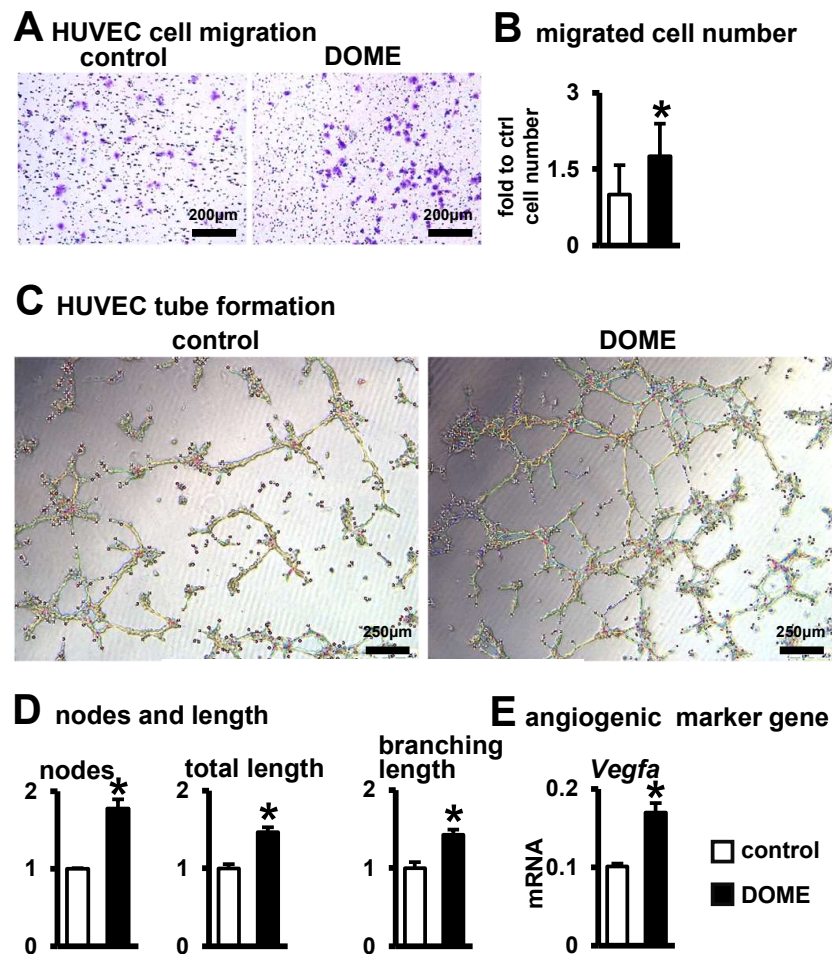 A HUVEC cell migration
control
DOME
200µm
200µm
B migrated cell number
fold to ctrl
cell number
3
1.5
0
*
C HUVEC tube formation
control
DOME
250µm
250µm
D nodes and length
nodes
2
1
0
*
total length
2
1
0
*
branching
length
2
1
0
*
E angiogenic marker gene
Vegfa
mRNA
0.2
0.1
0
*
control
DOME